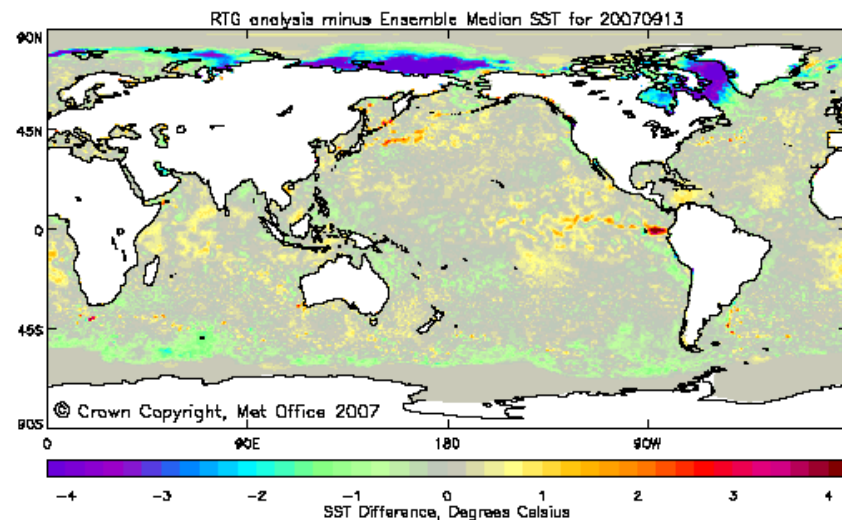 RTG analysis minus Ensemble Median SST for 20070913
90N
45N
0
45S
90S
© Crown Copyright, Met Office 2007
0 90E 180 90W
-4 -3 -2 -1 0 1 2 3 4
SST Difference, Degrees Celsius